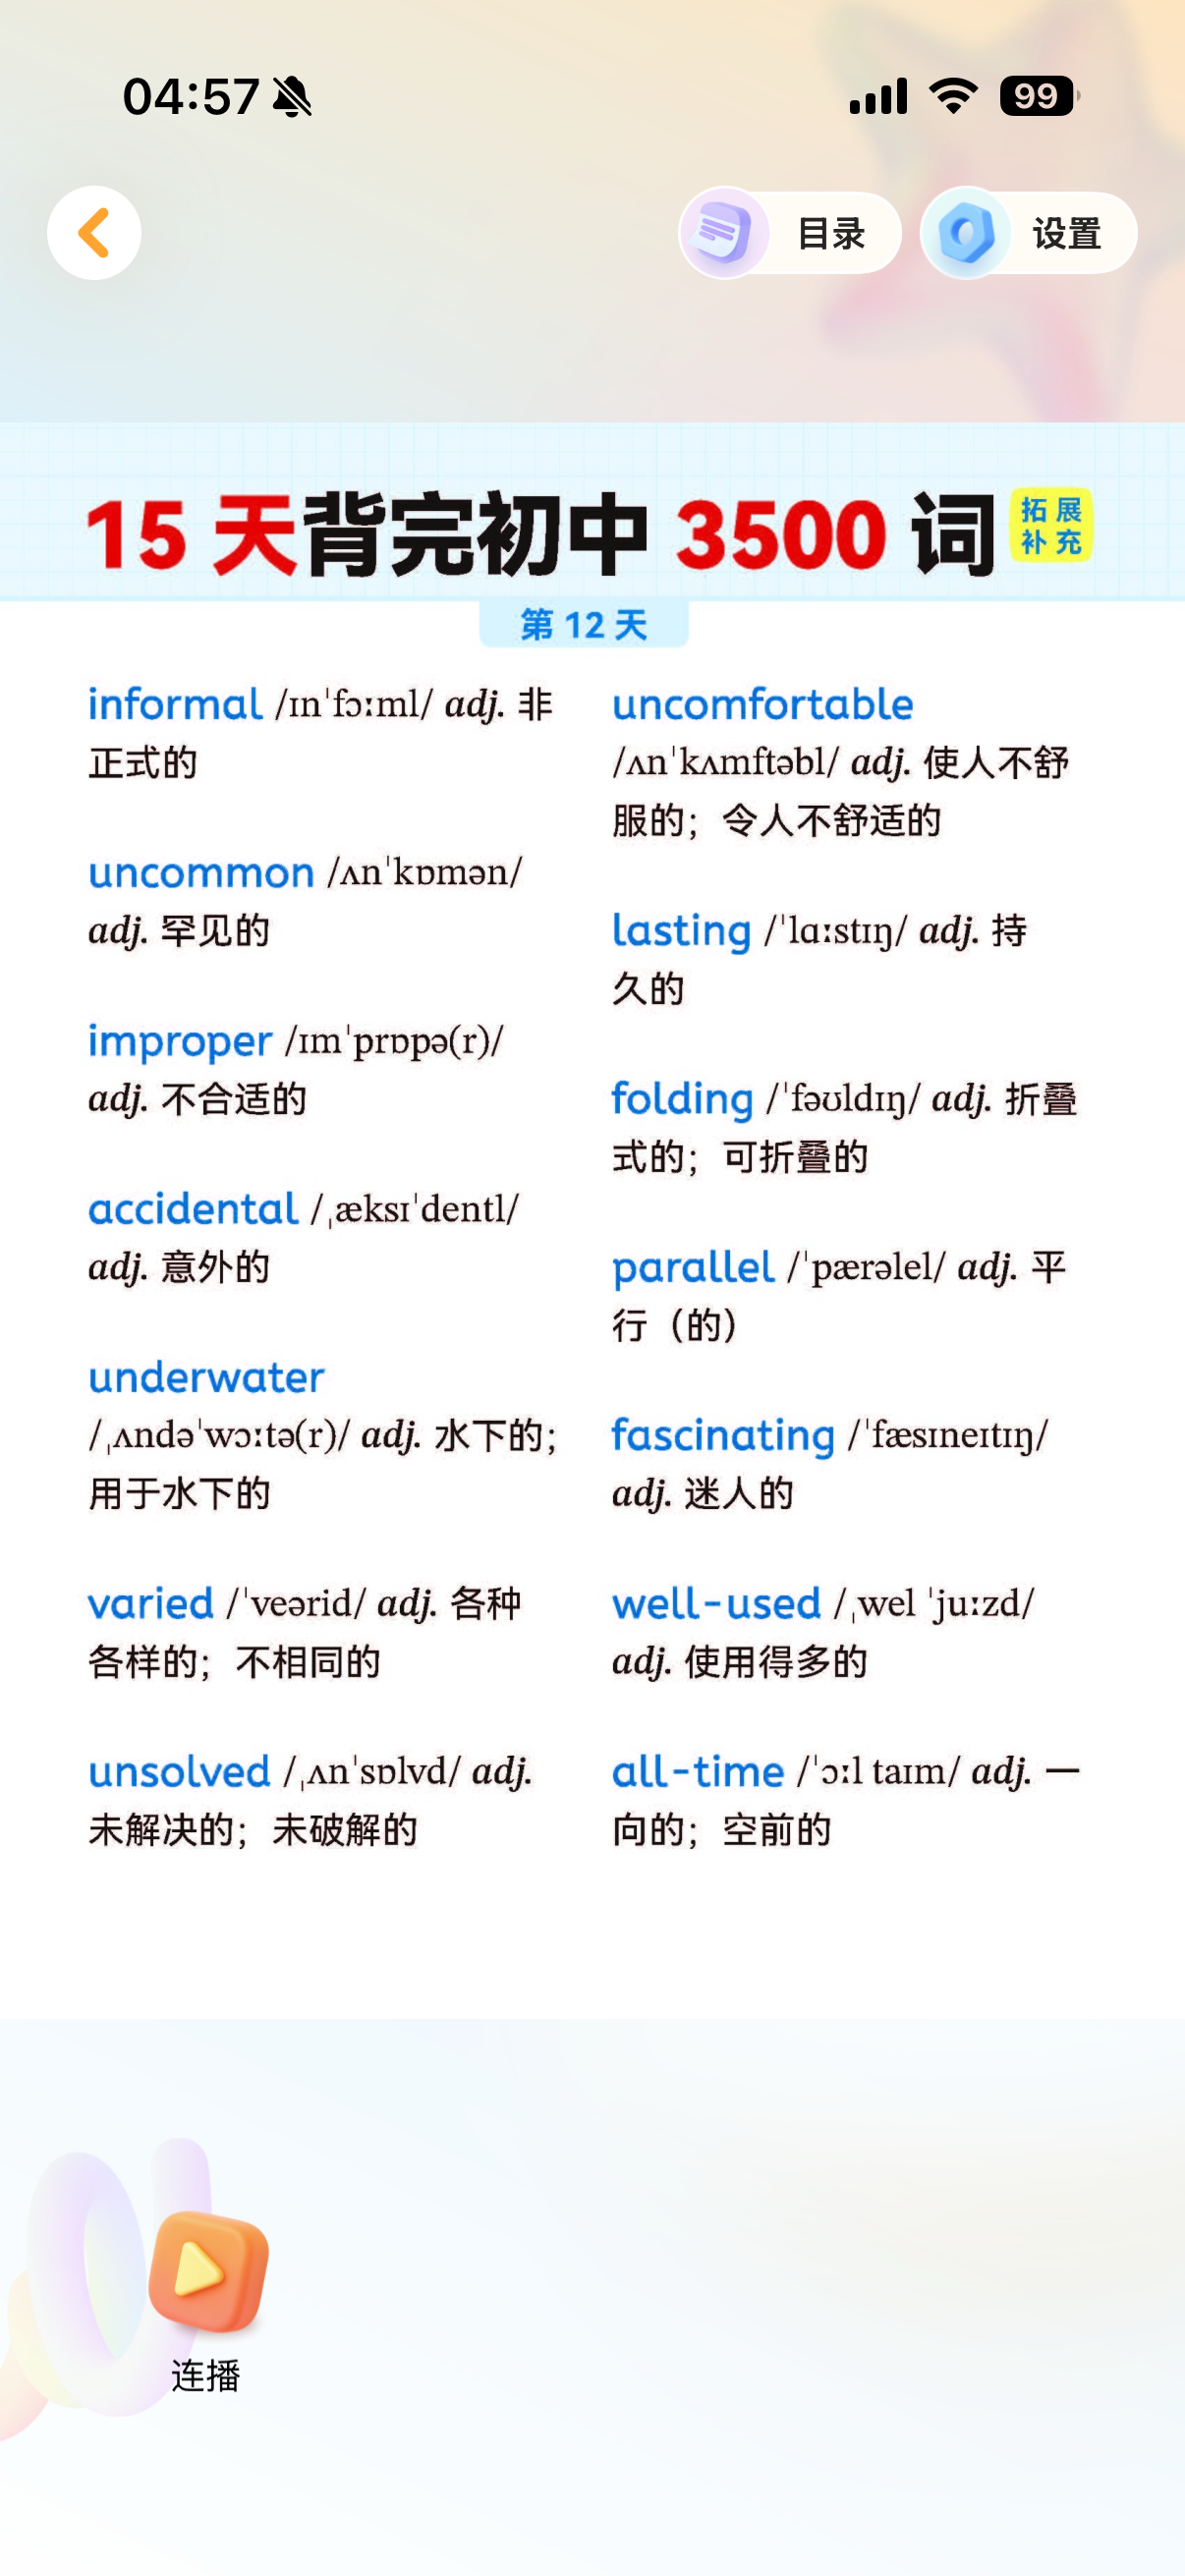 04:57
99
目录
设置
15 天背完初中 3500 词
拓展
补充
第 12 天
informal /ɪnˈfɔːml/ adj. 非
正式的
uncommon /ʌnˈkɒmən/
adj. 罕见的
improper /ɪmˈprɒpə(r)/
adj. 不合适的
accidental /ˌæksɪˈdentl/
adj. 意外的
underwater
/ˌʌndəˈwɔːtə(r)/ adj. 水下的；
用于水下的
varied /ˈveərid/ adj. 各种
各样的；不相同的
unsolved /ˌʌnˈsɒlvd/ adj.
未解决的；未破解的
uncomfortable
/ʌnˈkʌmftəbl/ adj. 使人不舒
服的；令人不舒适的
lasting /ˈlɑːstɪŋ/ adj. 持
久的
folding /ˈfəʊldɪŋ/ adj. 折叠
式的；可折叠的
parallel /ˈpærəlel/ adj. 平
行（的）
fascinating /ˈfæsɪneɪtɪŋ/
adj. 迷人的
well-used /ˌwel ˈjuːzd/
adj. 使用得多的
all-time /ˈɔːl taɪm/ adj. 一
向的；空前的
连播